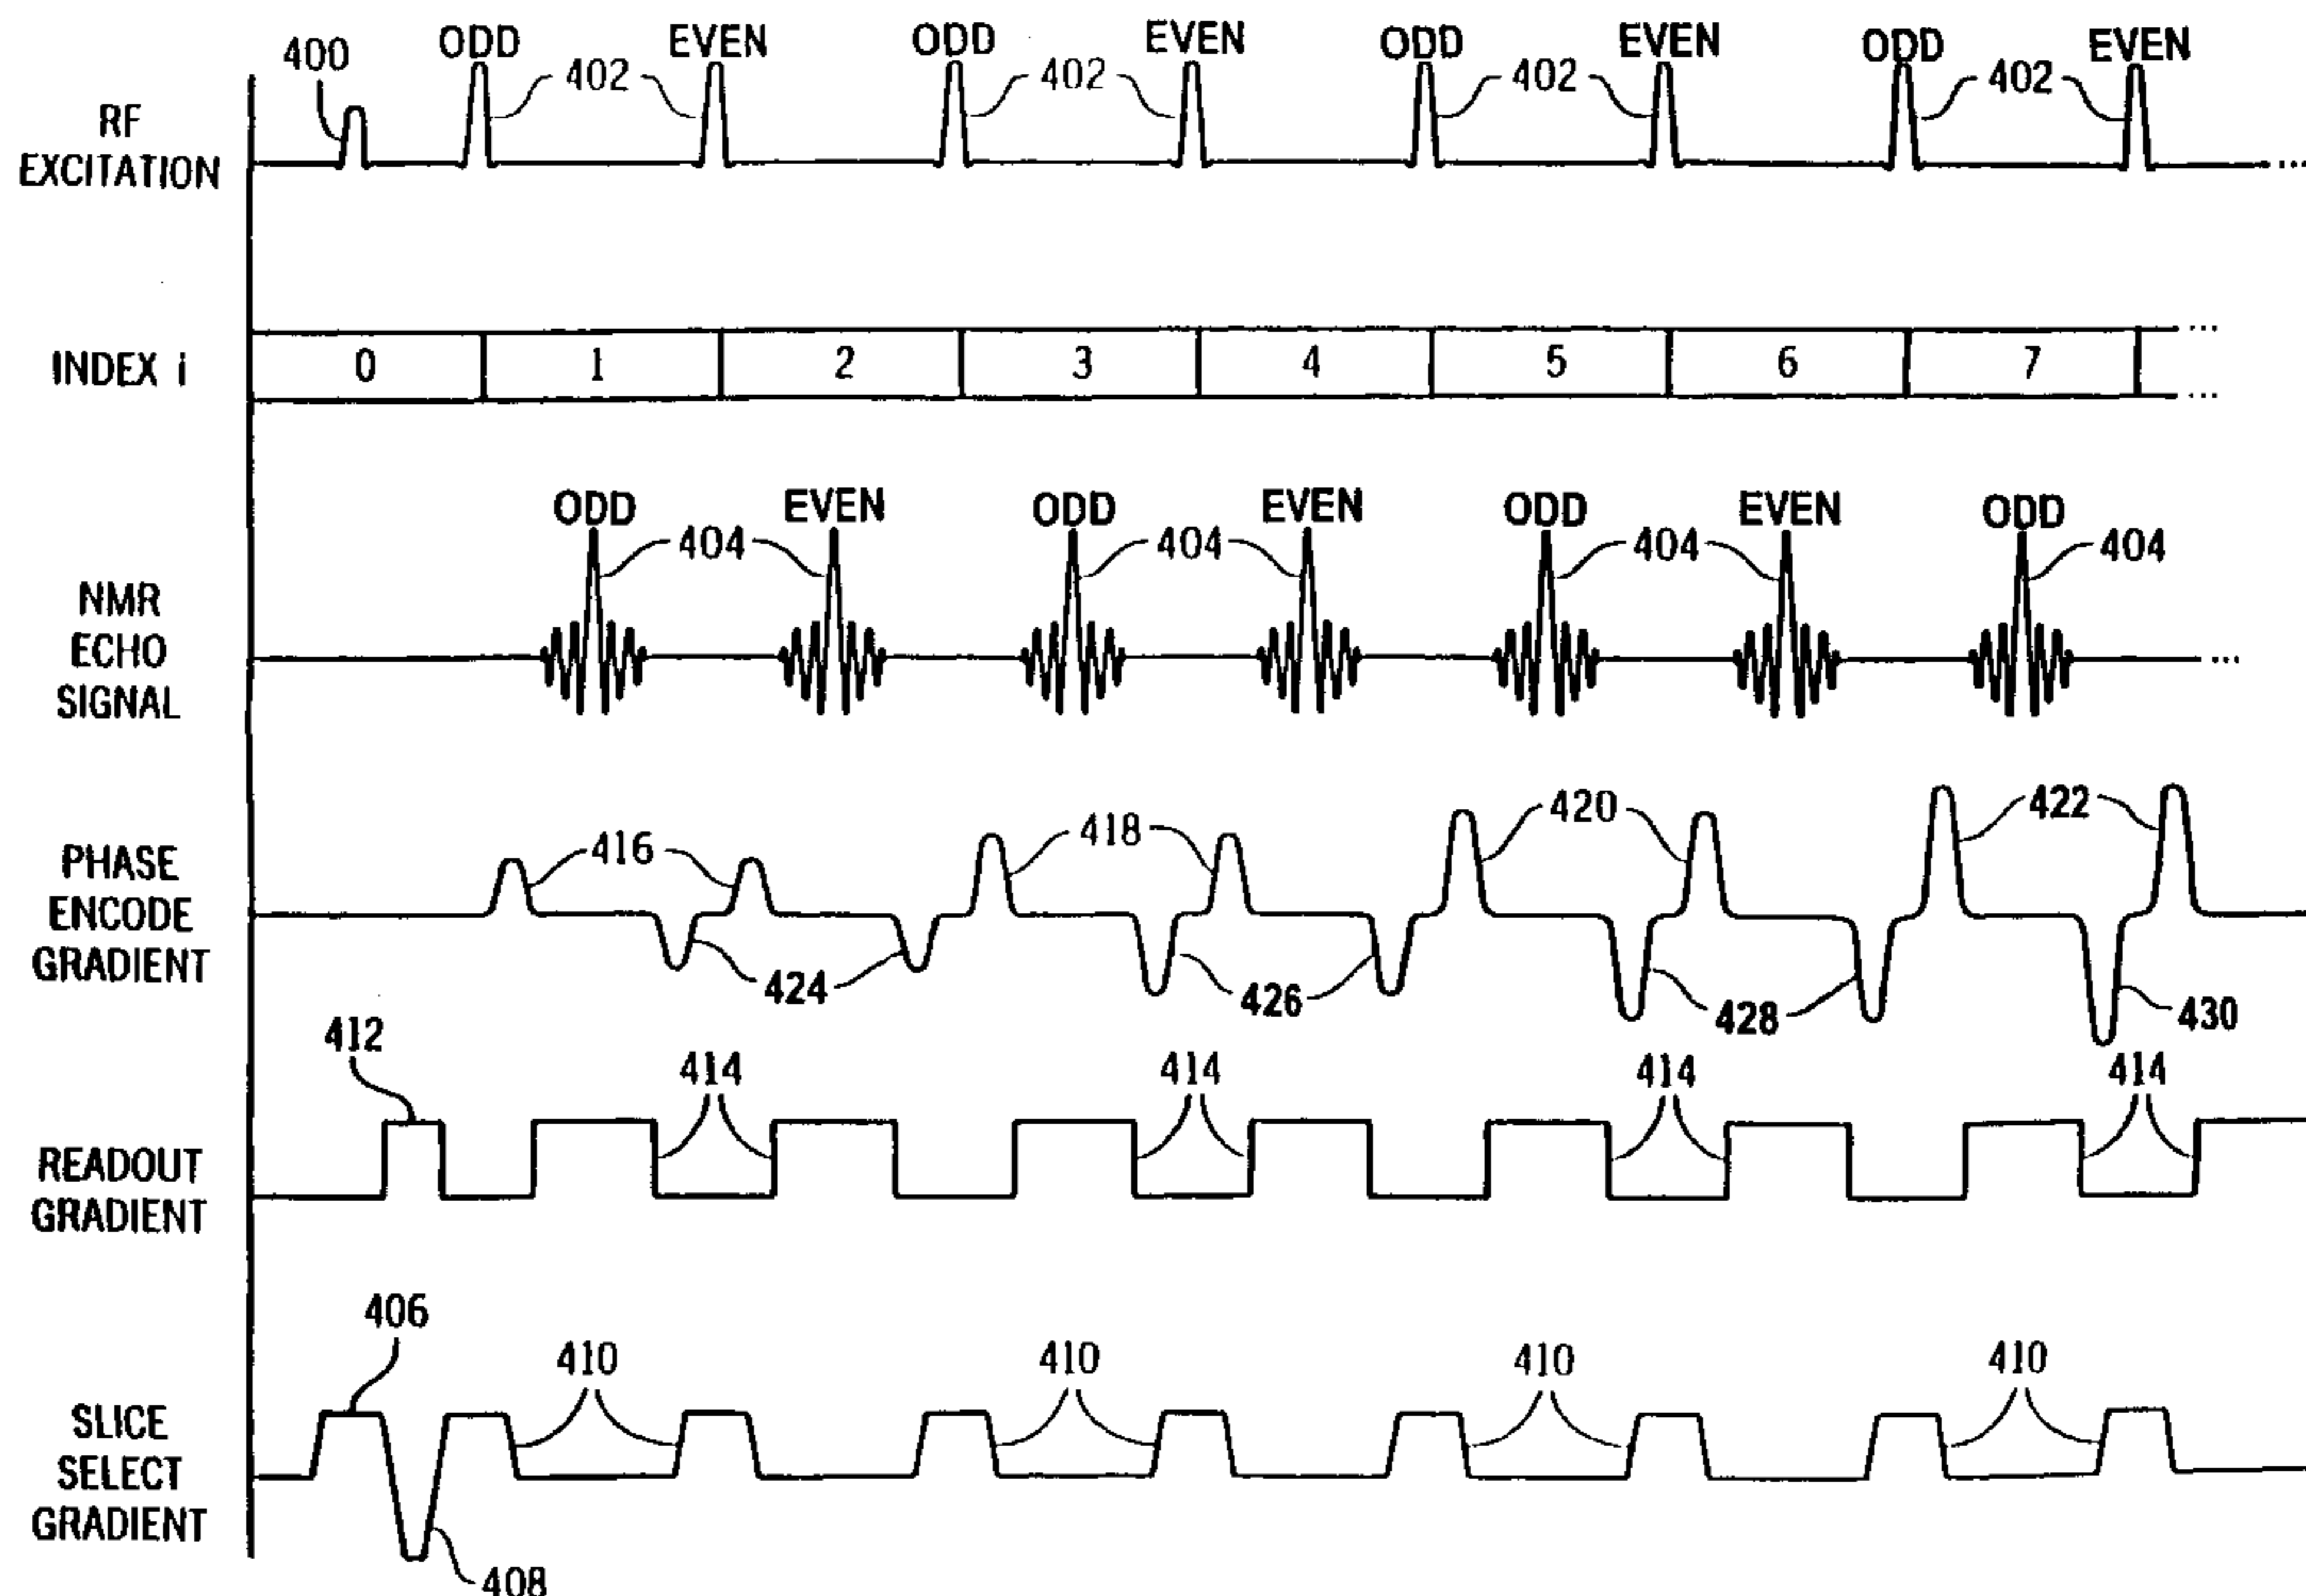 400
ODD
402
EVEN
ODD
402
EVEN
ODD
402
EVEN
ODD
402
EVEN
RF
EXCITATION
...
INDEX i
0
1
2
3
4
5
6
7
...
...
ODD
404
EVEN
ODD
404
EVEN
ODD
404
EVEN
ODD
404
NMR
ECHO
SIGNAL
...
PHASE
ENCODE
GRADIENT
416
418
420
422
424
426
428
430
412
414
414
414
414
READOUT
GRADIENT
406
410
410
410
410
SLICE
SELECT
GRADIENT
408